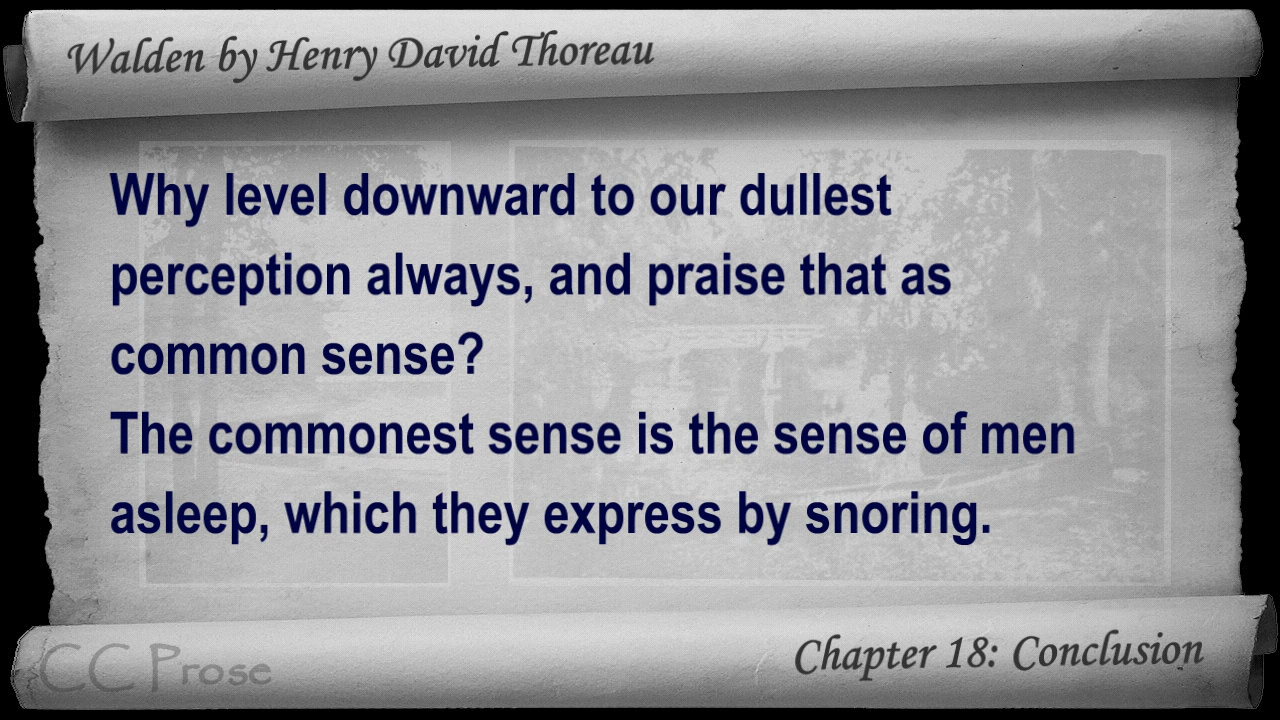 Walden by Henry David Thoreau
Why level downward to our dullest
perception always, and praise that as
common sense?
The commonest sense is the sense of men
asleep, which they express by snoring.
Chapter 18: Conclusion
CC Prose